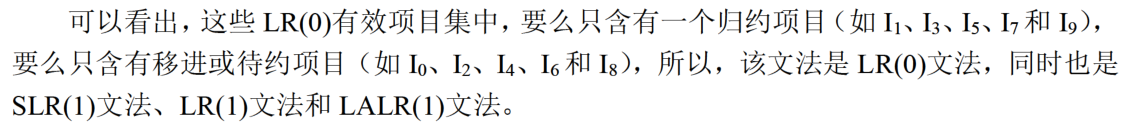 可以看出，这些 LR(0)有效项目集中，要么只含有一个归约项目（如 I₁、I₃、I₅、I₇ 和 I₉），
要么只含有移进或待约项目（如 I₀、I₂、I₄、I₆ 和 I₈），所以，该文法是 LR(0)文法，同时也是
SLR(1)文法、LR(1)文法和 LALR(1)文法。